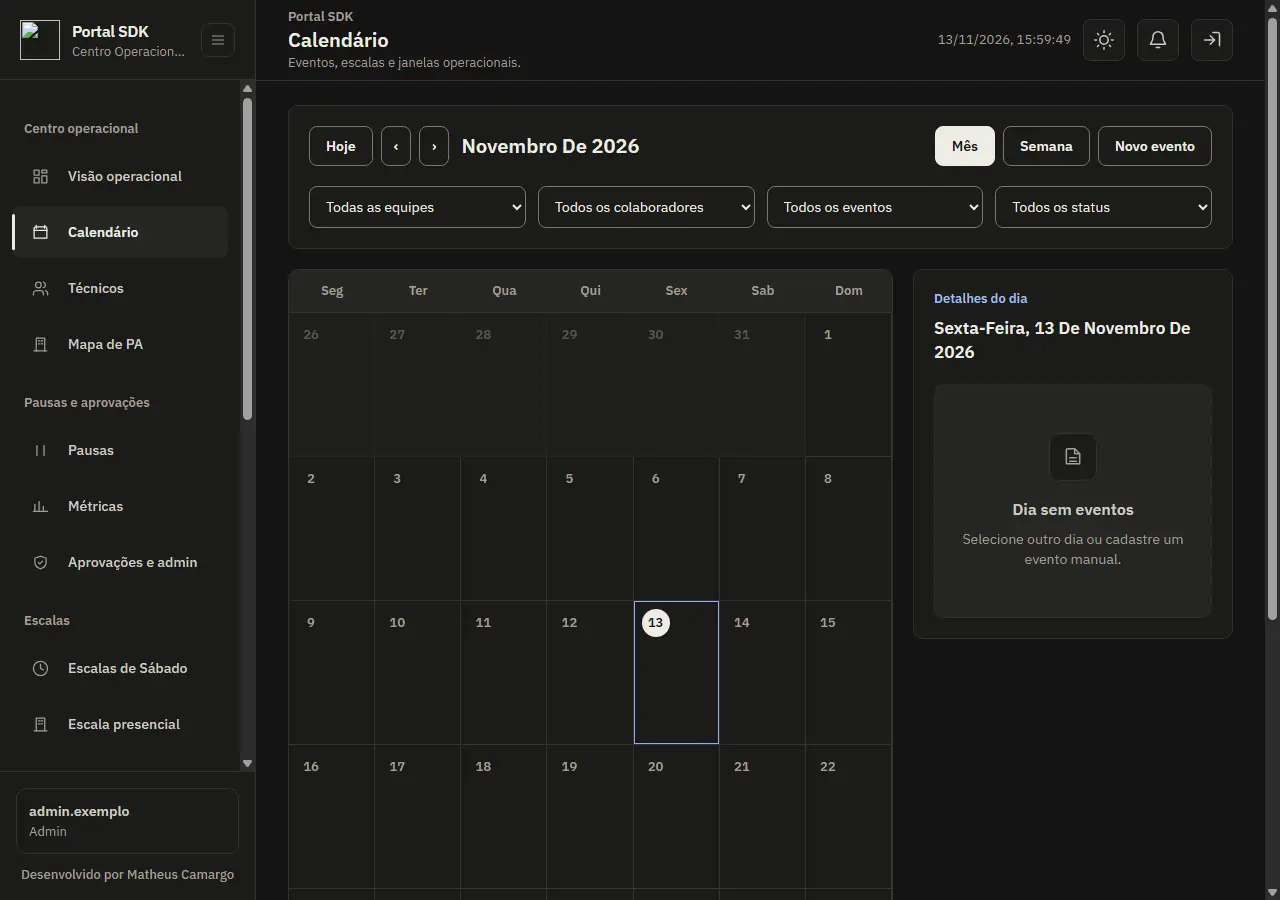 Portal SDK
Centro Operacion...
Centro operacional
Visão operacional
Calendário
Técnicos
Mapa de PA
Pausas e aprovações
Pausas
Métricas
Aprovações e admin
Escalas
Escalas de Sábado
Escala presencial
admin.exemplo
Admin
Desenvolvido por Matheus Camargo
Portal SDK
Calendário
Eventos, escalas e janelas operacionais.
13/11/2026, 15:59:49
Hoje ‹ › Novembro De 2026 Mês Semana Novo evento
Todas as equipes Todos os colaboradores Todos os eventos Todos os status
Seg Ter Qua Qui Sex Sab Dom
26 27 28 29 30 31 1
2 3 4 5 6 7 8
9 10 11 12 13 14 15
16 17 18 19 20 21 22
Detalhes do dia
Sexta-Feira, 13 De Novembro De
2026
Dia sem eventos
Selecione outro dia ou cadastre um
evento manual.